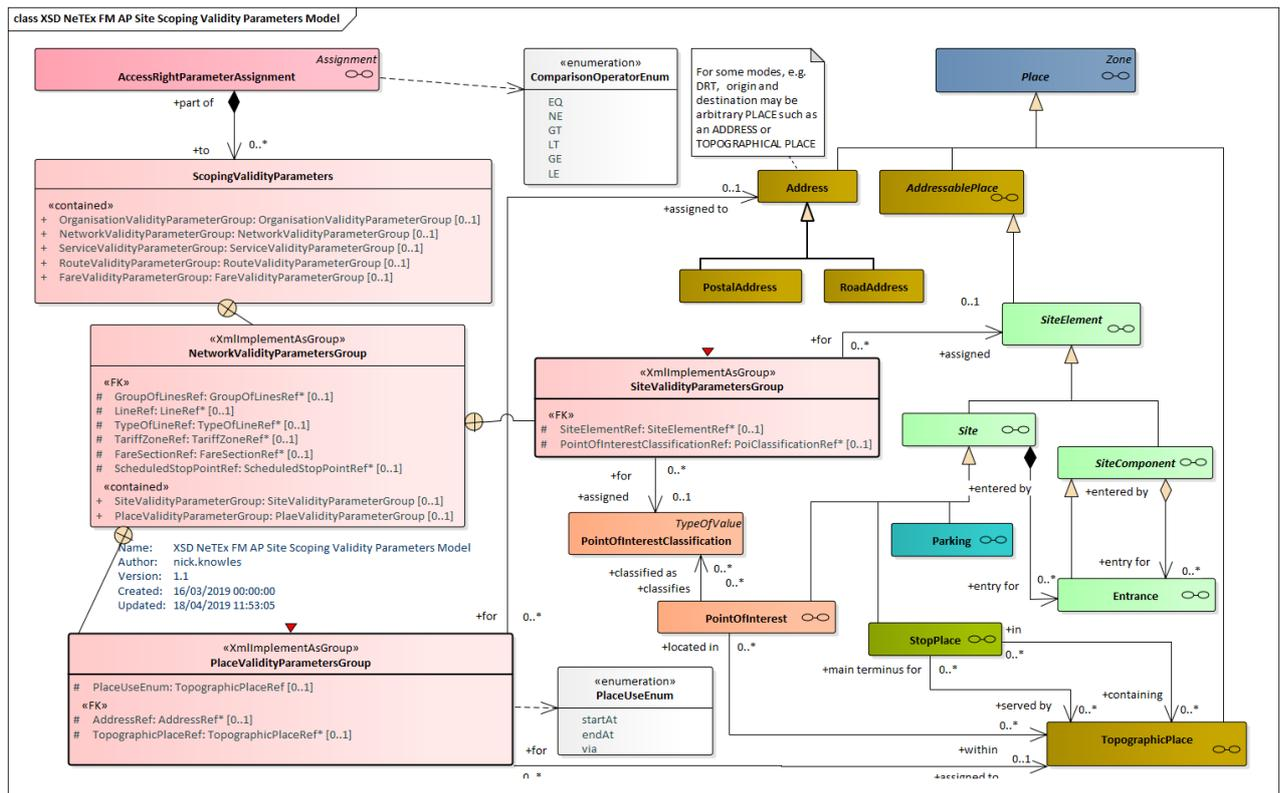 class XSD NeTEx FM AP Site Scoping Validity Parameters Model
Assignment
AccessRightParameterAssignment
+part of
0..*
+to
«enumeration»
ComparisonOperatorEnum
EQ
NE
GT
LT
GE
LE
For some modes, e.g.
DRT, origin and
destination may be
arbitrary PLACE such as
an ADDRESS or
TOPOGRAPHICAL PLACE
Zone
Place
ScopingValidityParameters
«contained»
+ OrganisationValidityParameterGroup: OrganisationValidityParameterGroup [0..1]
+ NetworkValidityParameterGroup: NetworkValidityParameterGroup [0..1]
+ ServiceValidityParameterGroup: ServiceValidityParameterGroup [0..1]
+ RouteValidityParameterGroup: RouteValidityParameterGroup [0..1]
+ FareValidityParameterGroup: FareValidityParameterGroup [0..1]
0..1
+assigned to
Address
AddressablePlace
PostalAddress
RoadAddress
«XmlImplementAsGroup»
NetworkValidityParametersGroup
«FK»
# GroupOfLinesRef: GroupOfLinesRef* [0..1]
# LineRef: LineRef* [0..1]
# TypeOfLineRef: TypeOfLineRef* [0..1]
# TariffZoneRef: TariffZoneRef* [0..1]
# FareSectionRef: FareSectionRef* [0..1]
# ScheduledStopPointRef: ScheduledStopPointRef* [0..1]
«contained»
+ SiteValidityParameterGroup: SiteValidityParameterGroup [0..1]
+ PlaceValidityParameterGroup: PlaeValidityParameterGroup [0..1]
0..1
SiteElement
+for
0..*
+assigned
«XmlImplementAsGroup»
SiteValidityParametersGroup
«FK»
# SiteElementRef: SiteElementRef* [0..1]
# PointOfInterestClassificationRef: PoiClassificationRef* [0..1]
Site
SiteComponent
+for
0..*
+assigned
0..1
+entered by
+entered by
TypeOfValue
PointOfInterestClassification
Parking
+classified as
0..*
+classifies
0..*
+entry for
0..*
+entry for
0..*
Entrance
Name: XSD NeTEx FM AP Site Scoping Validity Parameters Model
Author: nick.knowles
Version: 1.1
Created: 16/03/2019 00:00:00
Updated: 18/04/2019 11:53:05
+for
0..*
PointOfInterest
+located in
0..*
StopPlace
+in
0..*
+main terminus for
0..*
+containing
0..*
+served by
0..*
«XmlImplementAsGroup»
PlaceValidityParametersGroup
# PlaceUseEnum: TopographicPlaceRef [0..1]
«FK»
# AddressRef: AddressRef* [0..1]
# TopographicPlaceRef: TopographicPlaceRef* [0..1]
«enumeration»
PlaceUseEnum
startAt
endAt
via
0..*
+within
TopographicPlace
+for
0..*
0..1
+assigned to